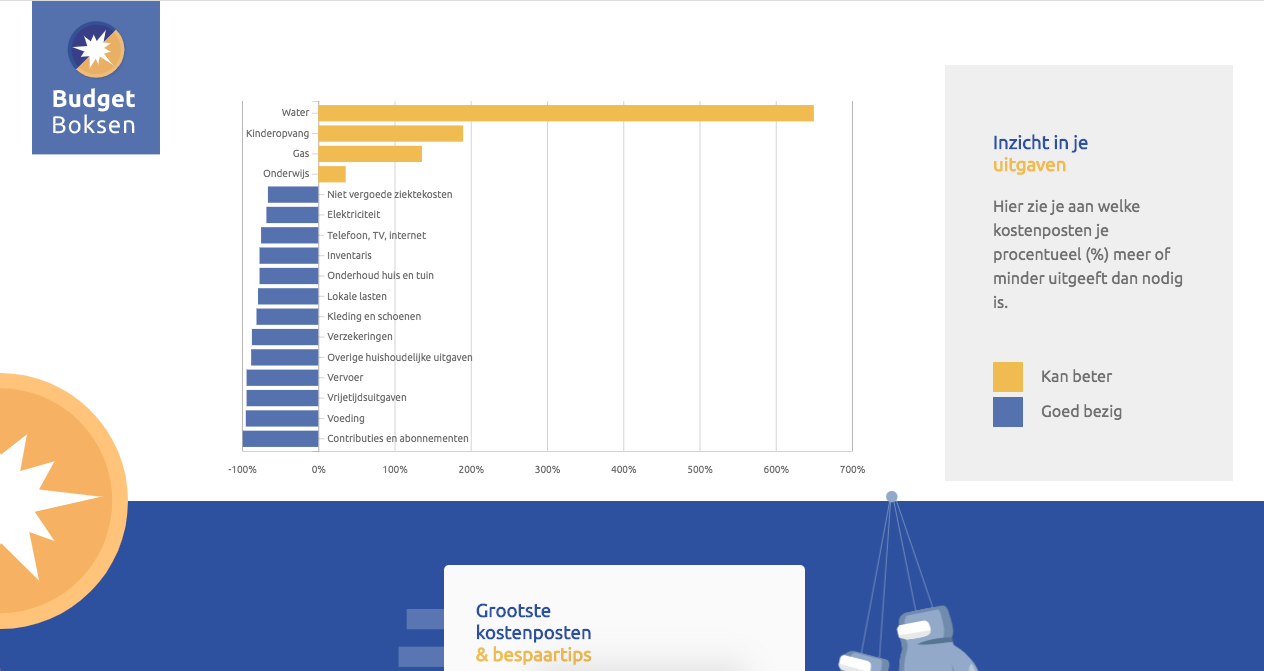 Budget
Boksen
Water
Kinderopvang
Gas
Onderwijs
Niet vergoede ziektekosten
Elektriciteit
Telefoon, TV, internet
Inventaris
Onderhoud huis en tuin
Lokale lasten
Kleding en schoenen
Verzekeringen
Overige huishoudelijke uitgaven
Vervoer
Vrijetijdsuitgaven
Voeding
Contributies en abonnementen
-100% 0% 100% 200% 300% 400% 500% 600% 700%
Inzicht in je
uitgaven
Hier zie je aan welke
kostenposten je
procentueel (%) meer of
minder uitgeeft dan nodig
is.
Kan beter
Goed bezig
Grootste
kostenposten
& bespaartips